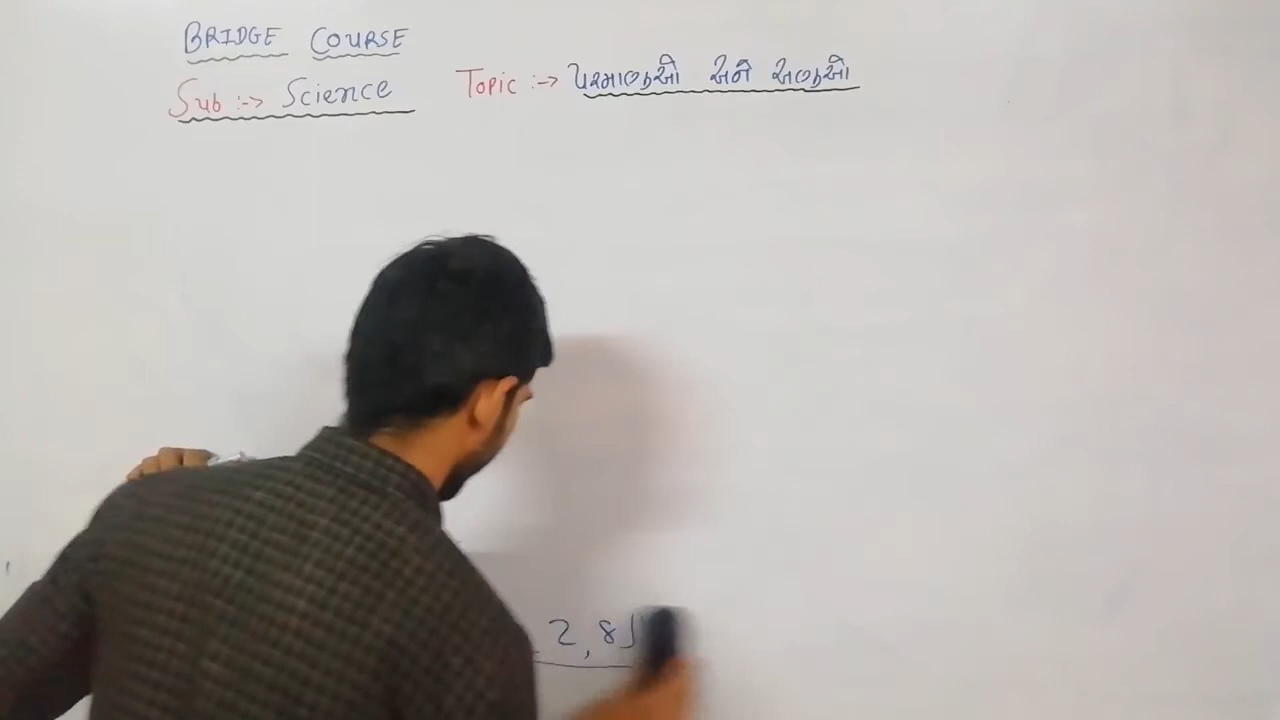 BRIDGE COURSE
Sub :-> Science Topic :-> પરમાણુઓ અને અણુઓ
2, 8